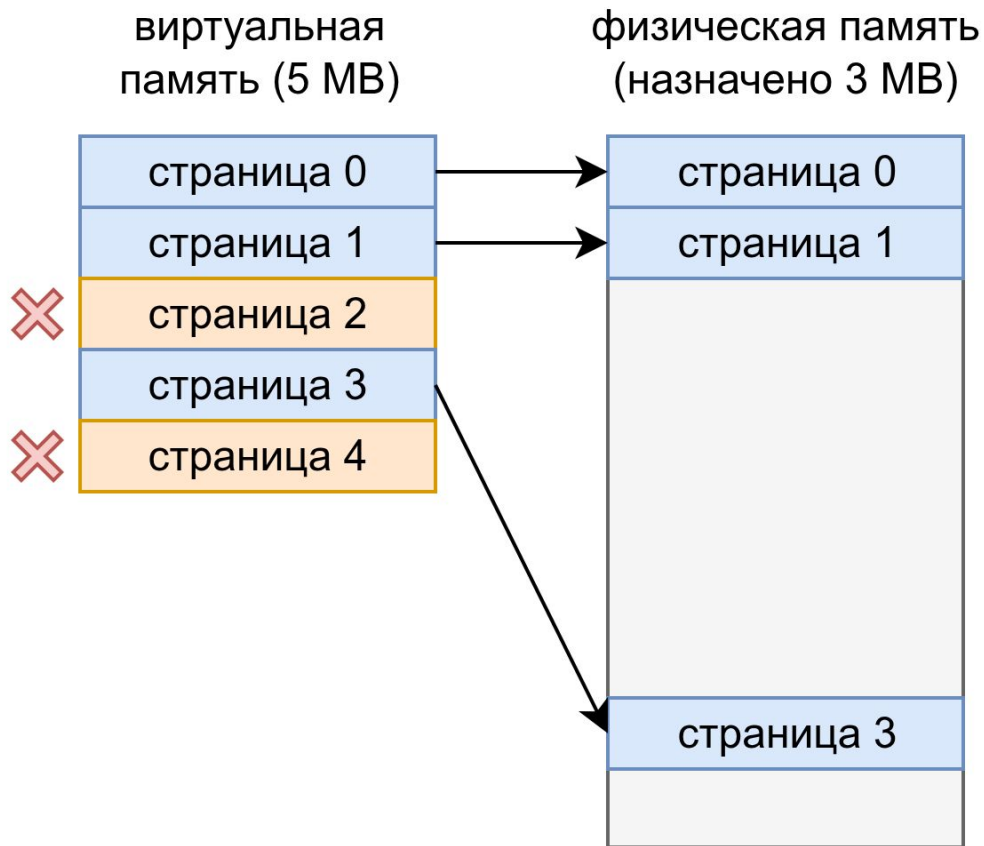 виртуальная
память (5 MB)
физическая память
(назначено 3 MB)
страница 0
страница 1
страница 2
страница 3
страница 4
страница 0
страница 1
страница 3